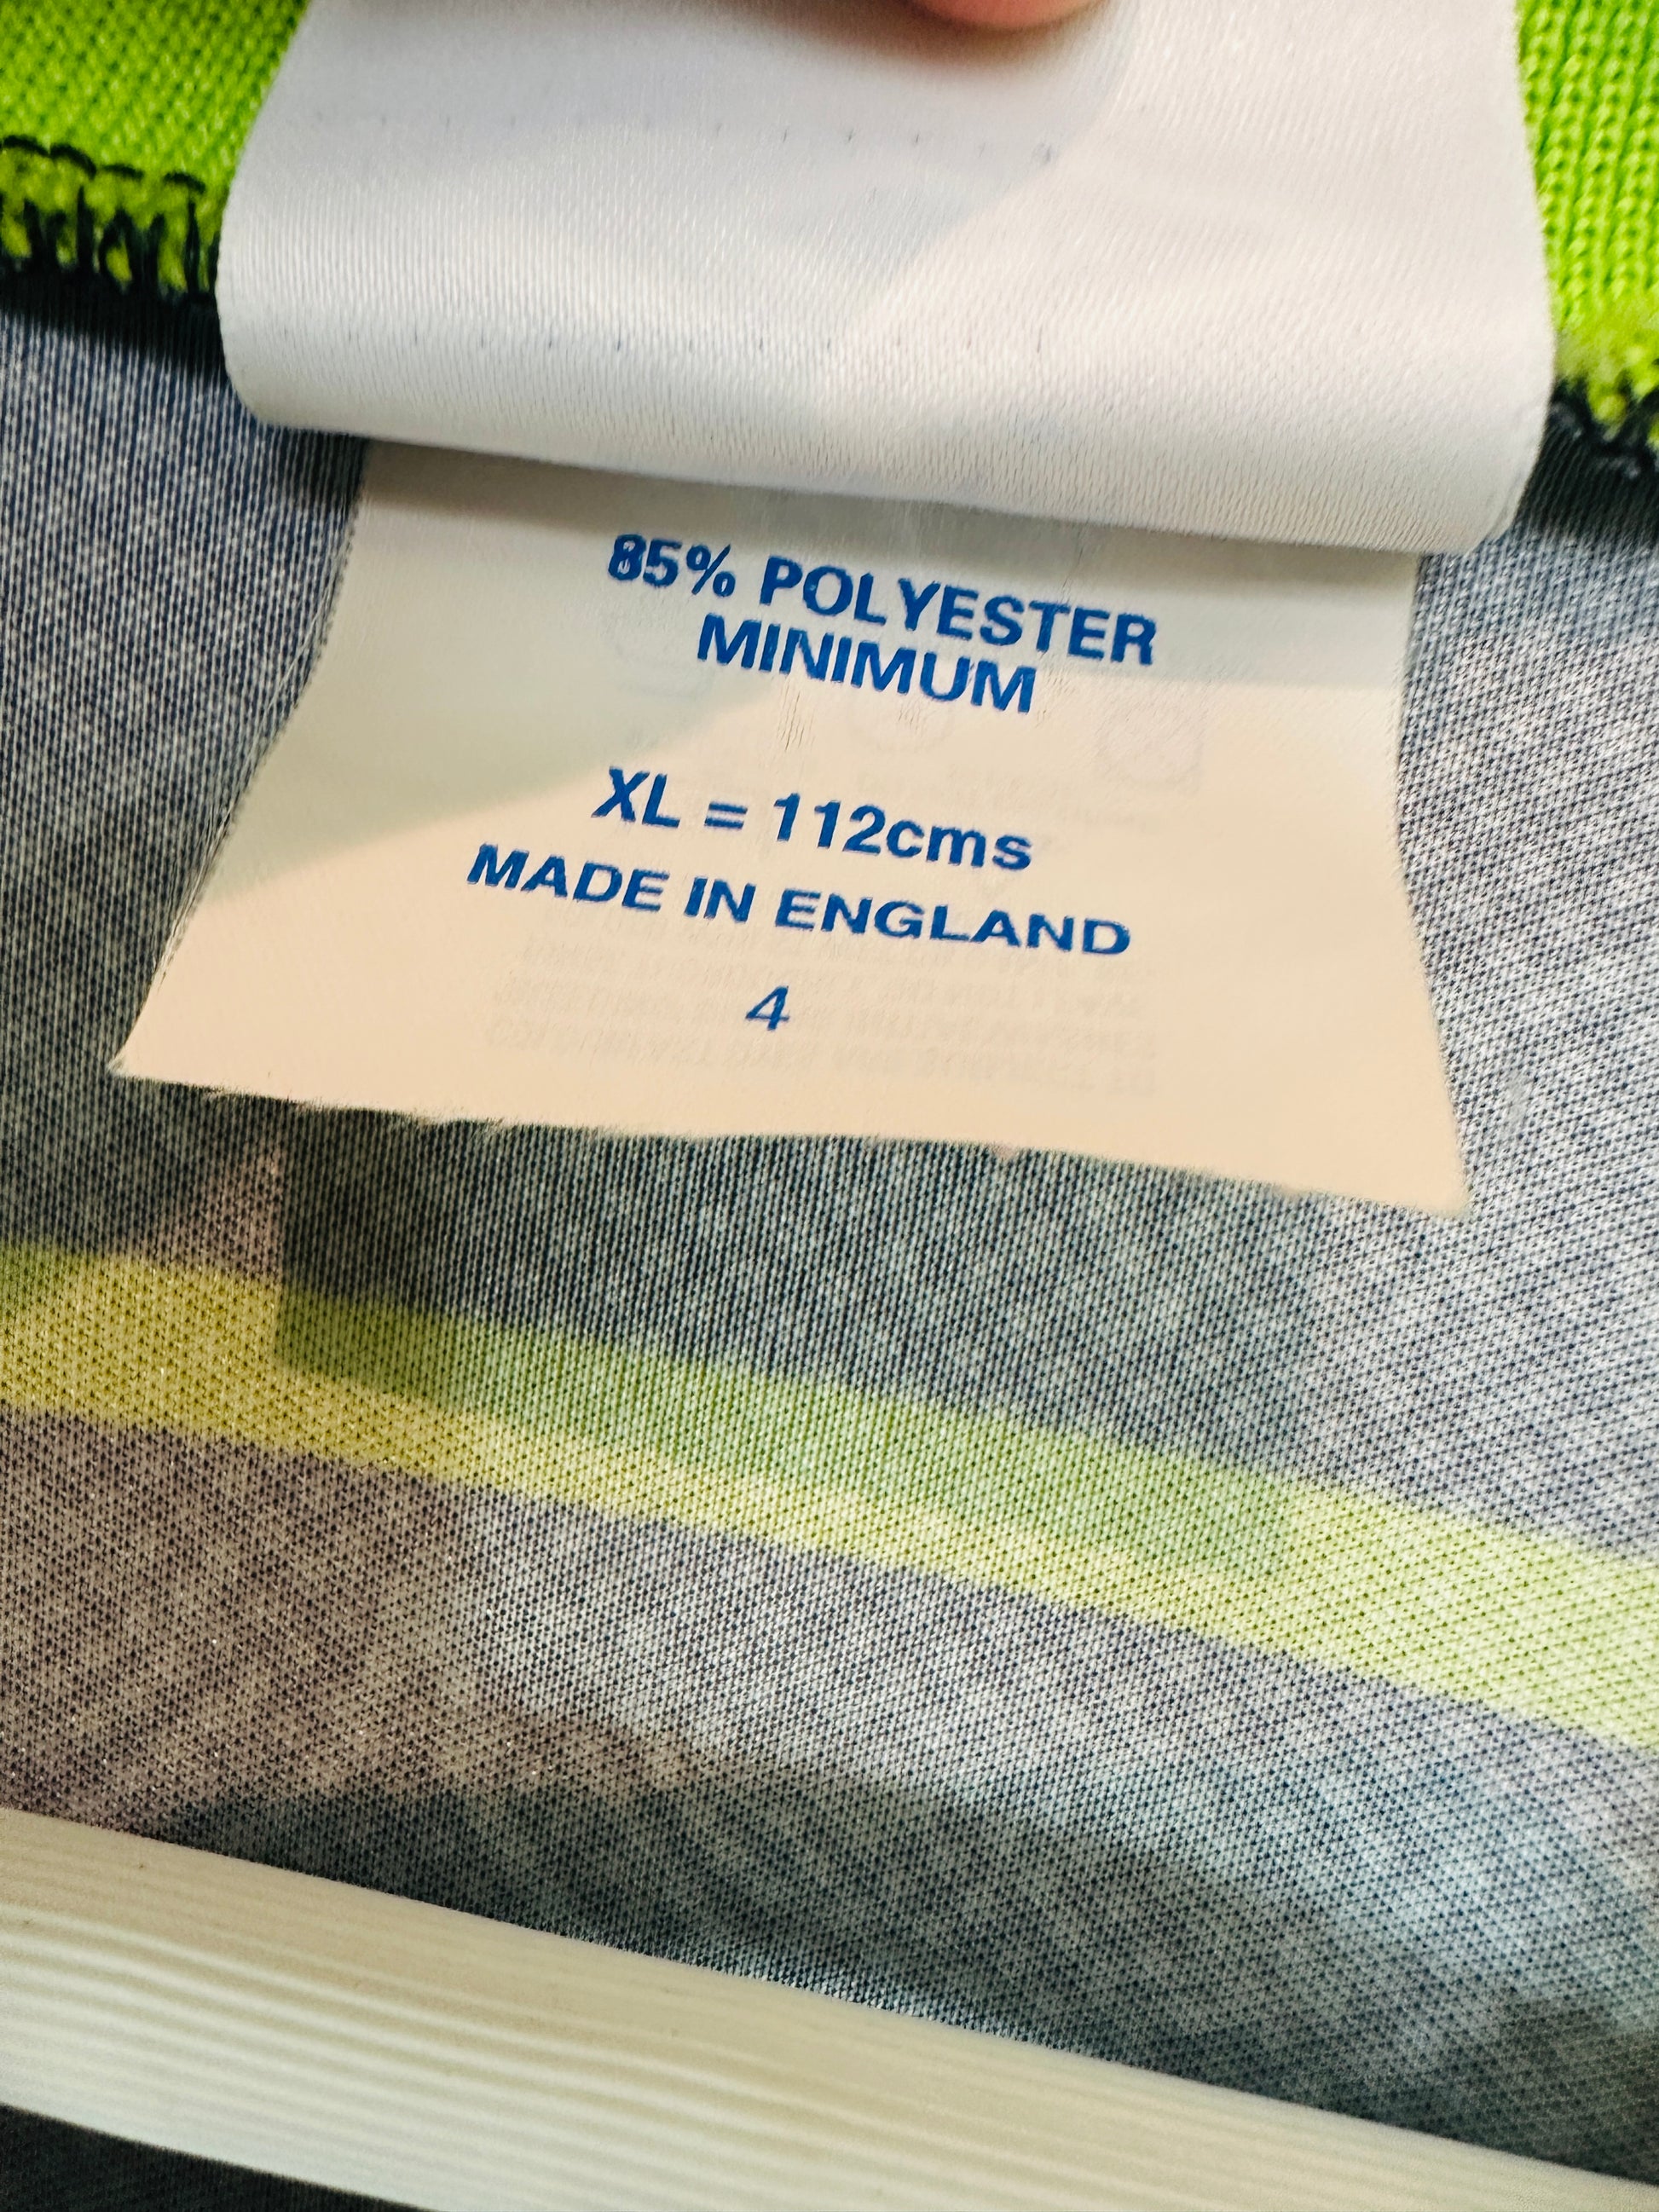 85% POLYESTER
MINIMUM
XL = 112cms
MADE IN ENGLAND
4